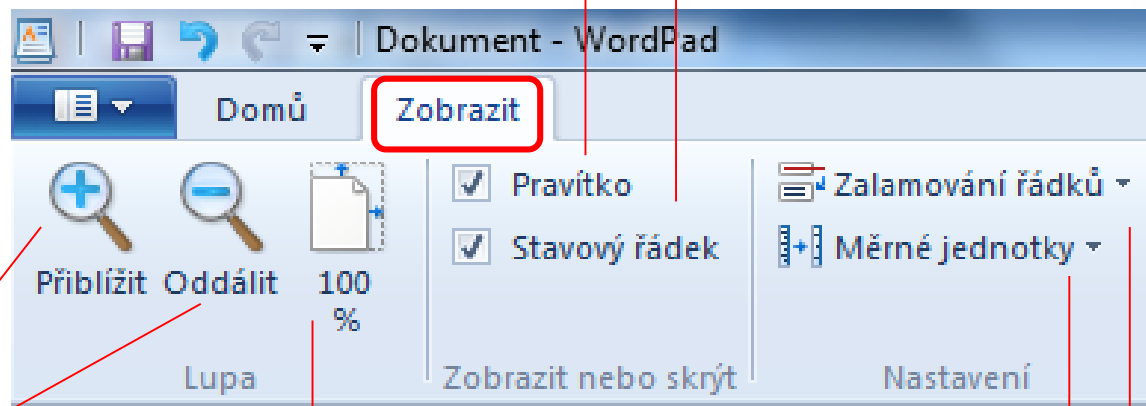 Dokument - WordPad
Domů Zobrazit
Pravítko Zalamování řádků
Stavový řádek Měrné jednotky
Přiblížit Oddálit 100
%
Lupa Zobrazit nebo skrýt Nastavení